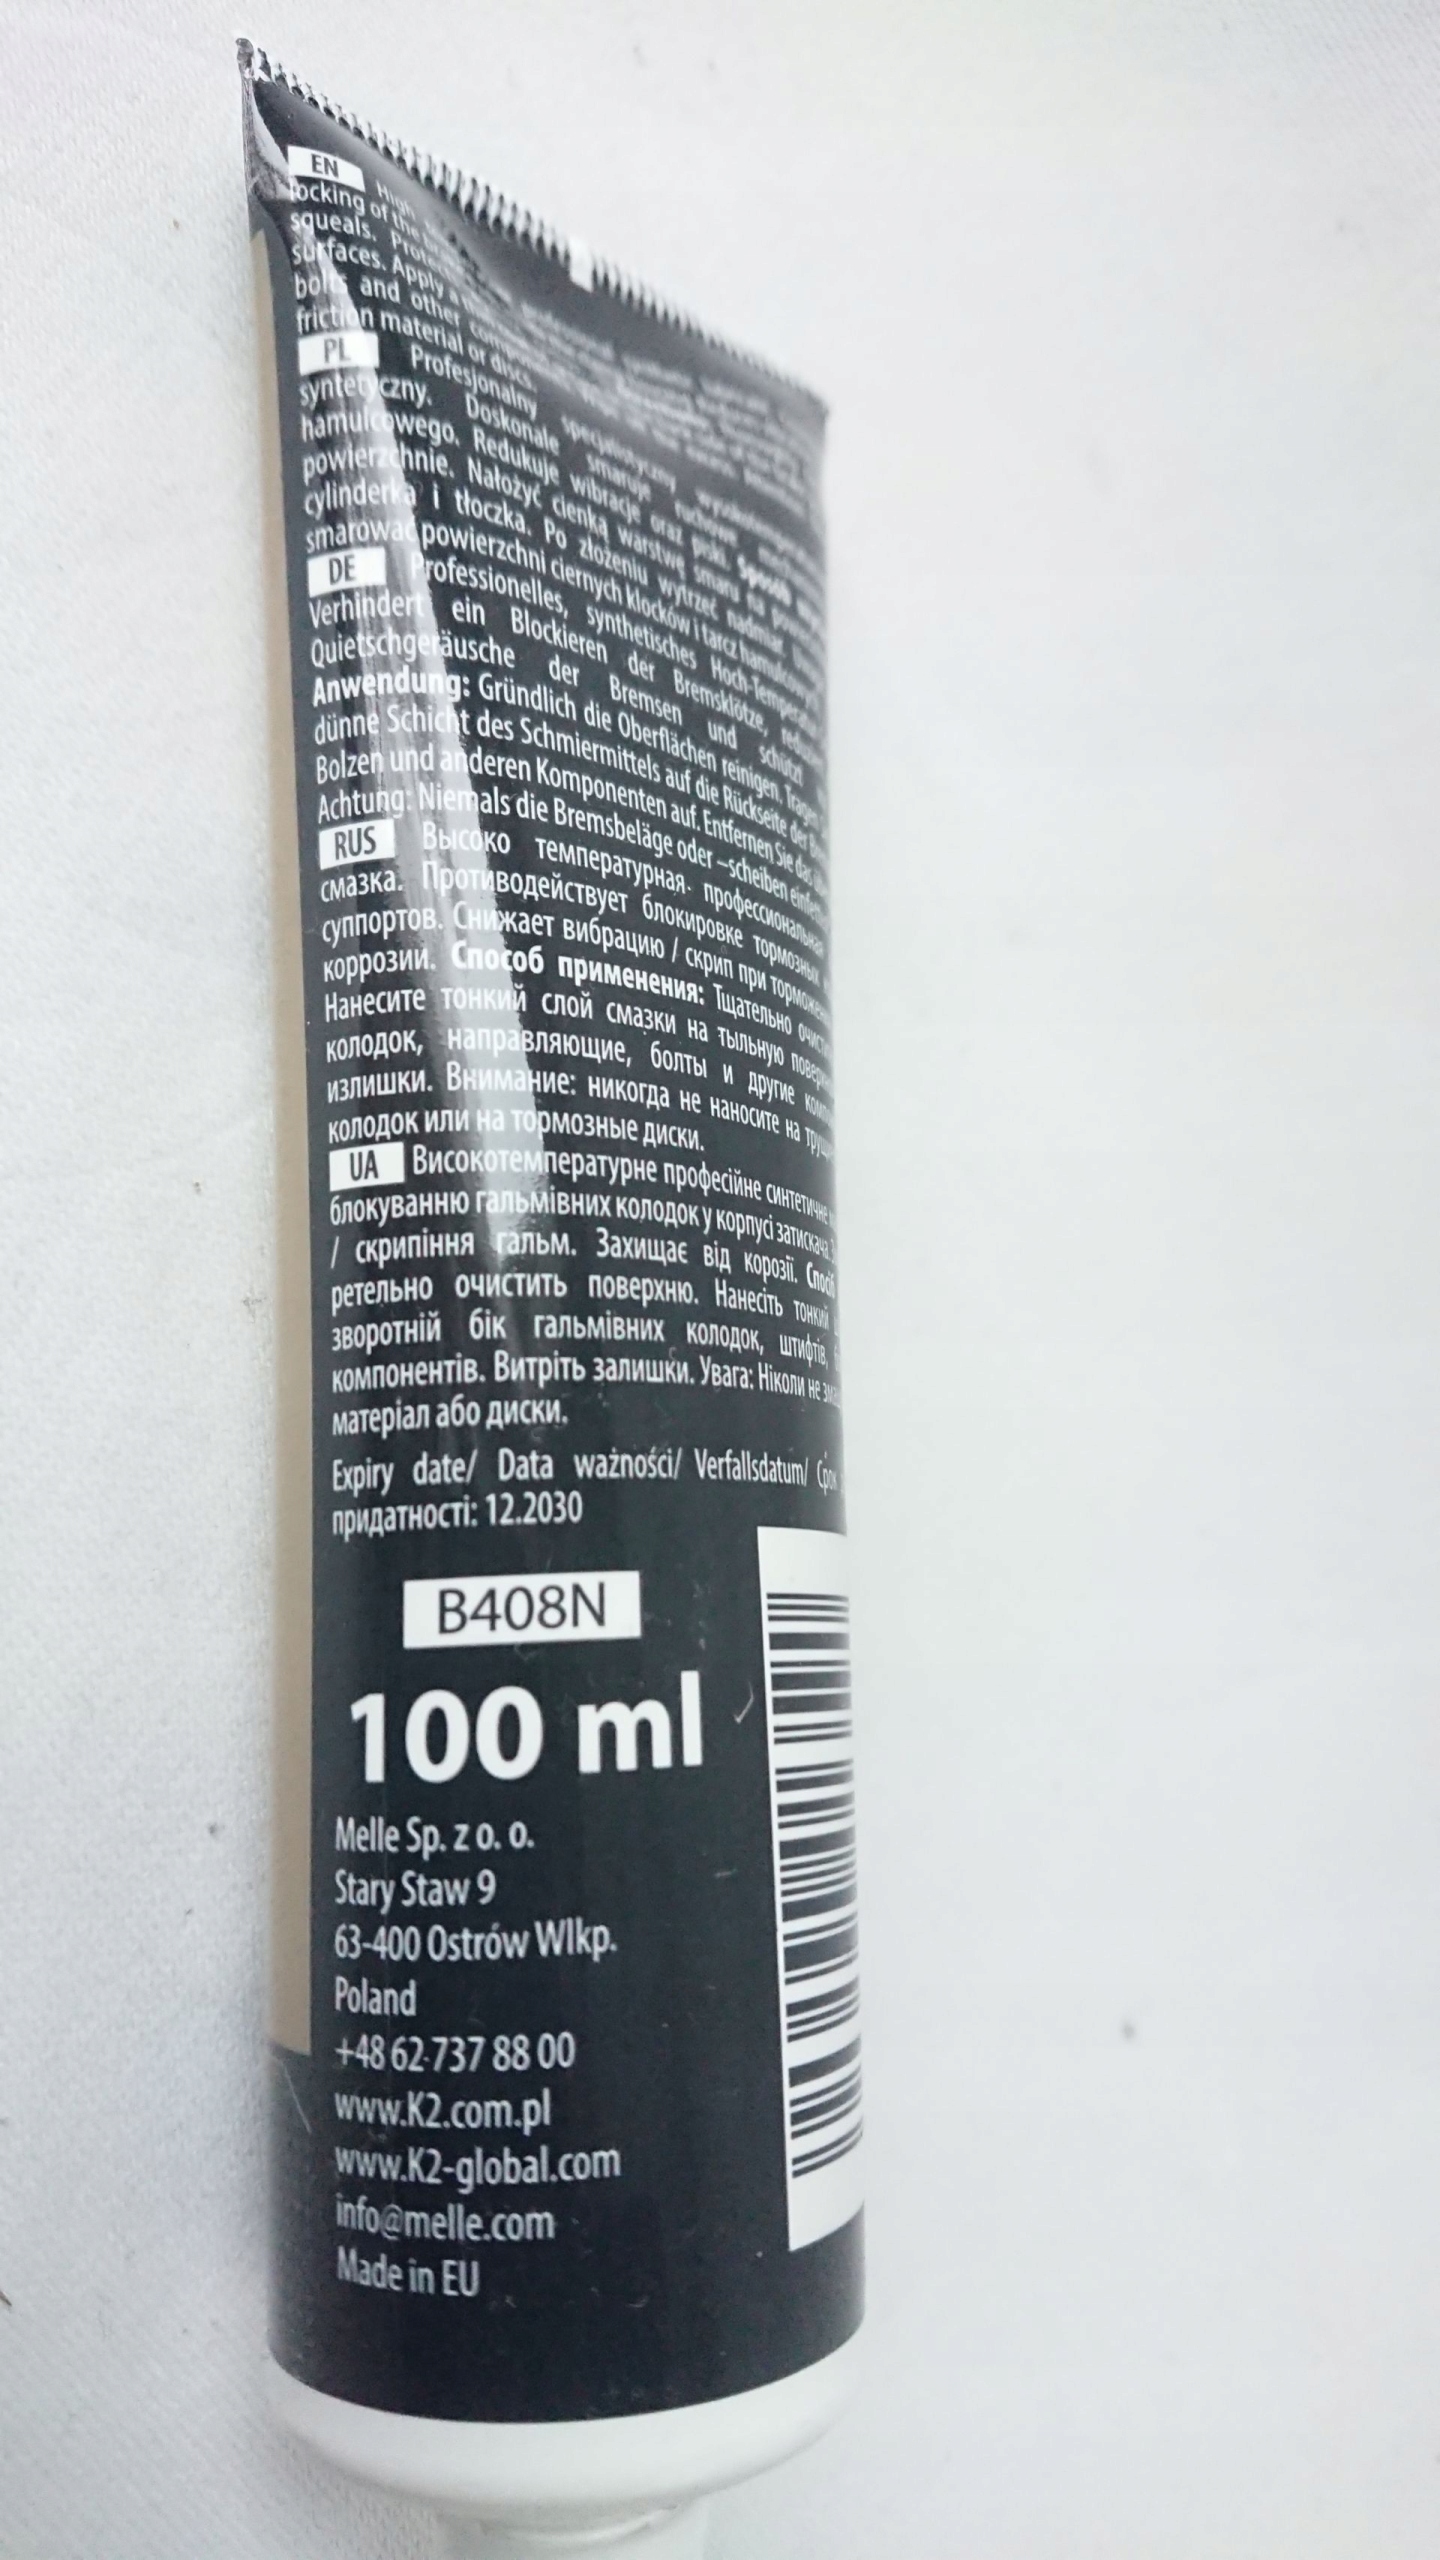 EN High
locking of the
squeals.
surfaces. Apply a
bolts and other
friction material or discs.
PL Profesjonalny specjalistyczny
syntetyczny. Doskonale smaruje ruchome
hamulcowego. Redukuje wibracje oraz piski. Sposób
powierzchnie. Nałożyć cienką warstwę smaru na
cylinderka i tłoczka. Po złożeniu wytrzeć nadmiar.
smarować powierzchni ciernych klocków i tarcz hamulcowych
DE Professionelles, synthetisches
Verhindert ein Blockieren der Bremsklötze,
Quietschgeräusche der Bremsen und schützt
Anwendung: Gründlich die Oberflächen reinigen. Tragen
dünne Schicht des Schmiermittels auf die Rückseite der
Bolzen und anderen Komponenten auf. Entfernen Sie das
Achtung: Niemals die Bremsbeläge oder –scheiben
RUS Высоко температурная профессиональная
смазка. Противодействует блокировке тормозных
суппортов. Снижает вибрацию / скрип при
коррозии. Способ применения: Тщательно
Нанесите тонкий слой смазки на тыльную
колодок, направляющие, болты и другие
излишки. Внимание: никогда не наносите на
колодок или на тормозные диски.
UA Високотемпературне професійне синтетичне
блокуванню гальмівних колодок у корпусі затискача.
/ скрипіння гальм. Захищає від корозії.
ретельно очистить поверхню. Нанесіть тонкий
зворотній бік гальмівних колодок, штифтів,
компонентів. Витріть залишки. Увага: Ніколи не
матеріал або диски.
Expiry date/ Data ważności/ Verfallsdatum/ Срок
придатності: 12.2030
B408N
100 ml
Melle Sp. z o. o.
Stary Staw 9
63-400 Ostrów Wlkp.
Poland
+48 62 737 88 00
www.K2.com.pl
www.K2-global.com
info@melle.com
Made in EU